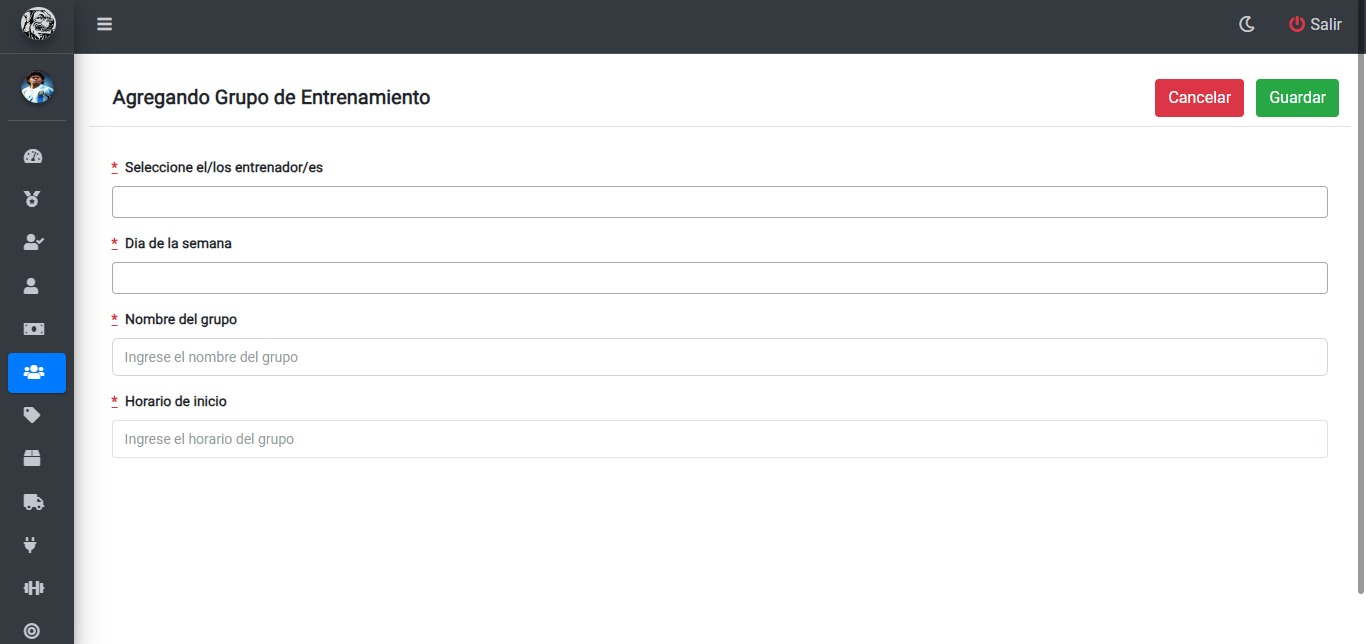 Salir
Agregando Grupo de Entrenamiento
Cancelar
Guardar
* Seleccione el/los entrenador/es
* Dia de la semana
* Nombre del grupo
Ingrese el nombre del grupo
* Horario de inicio
Ingrese el horario del grupo